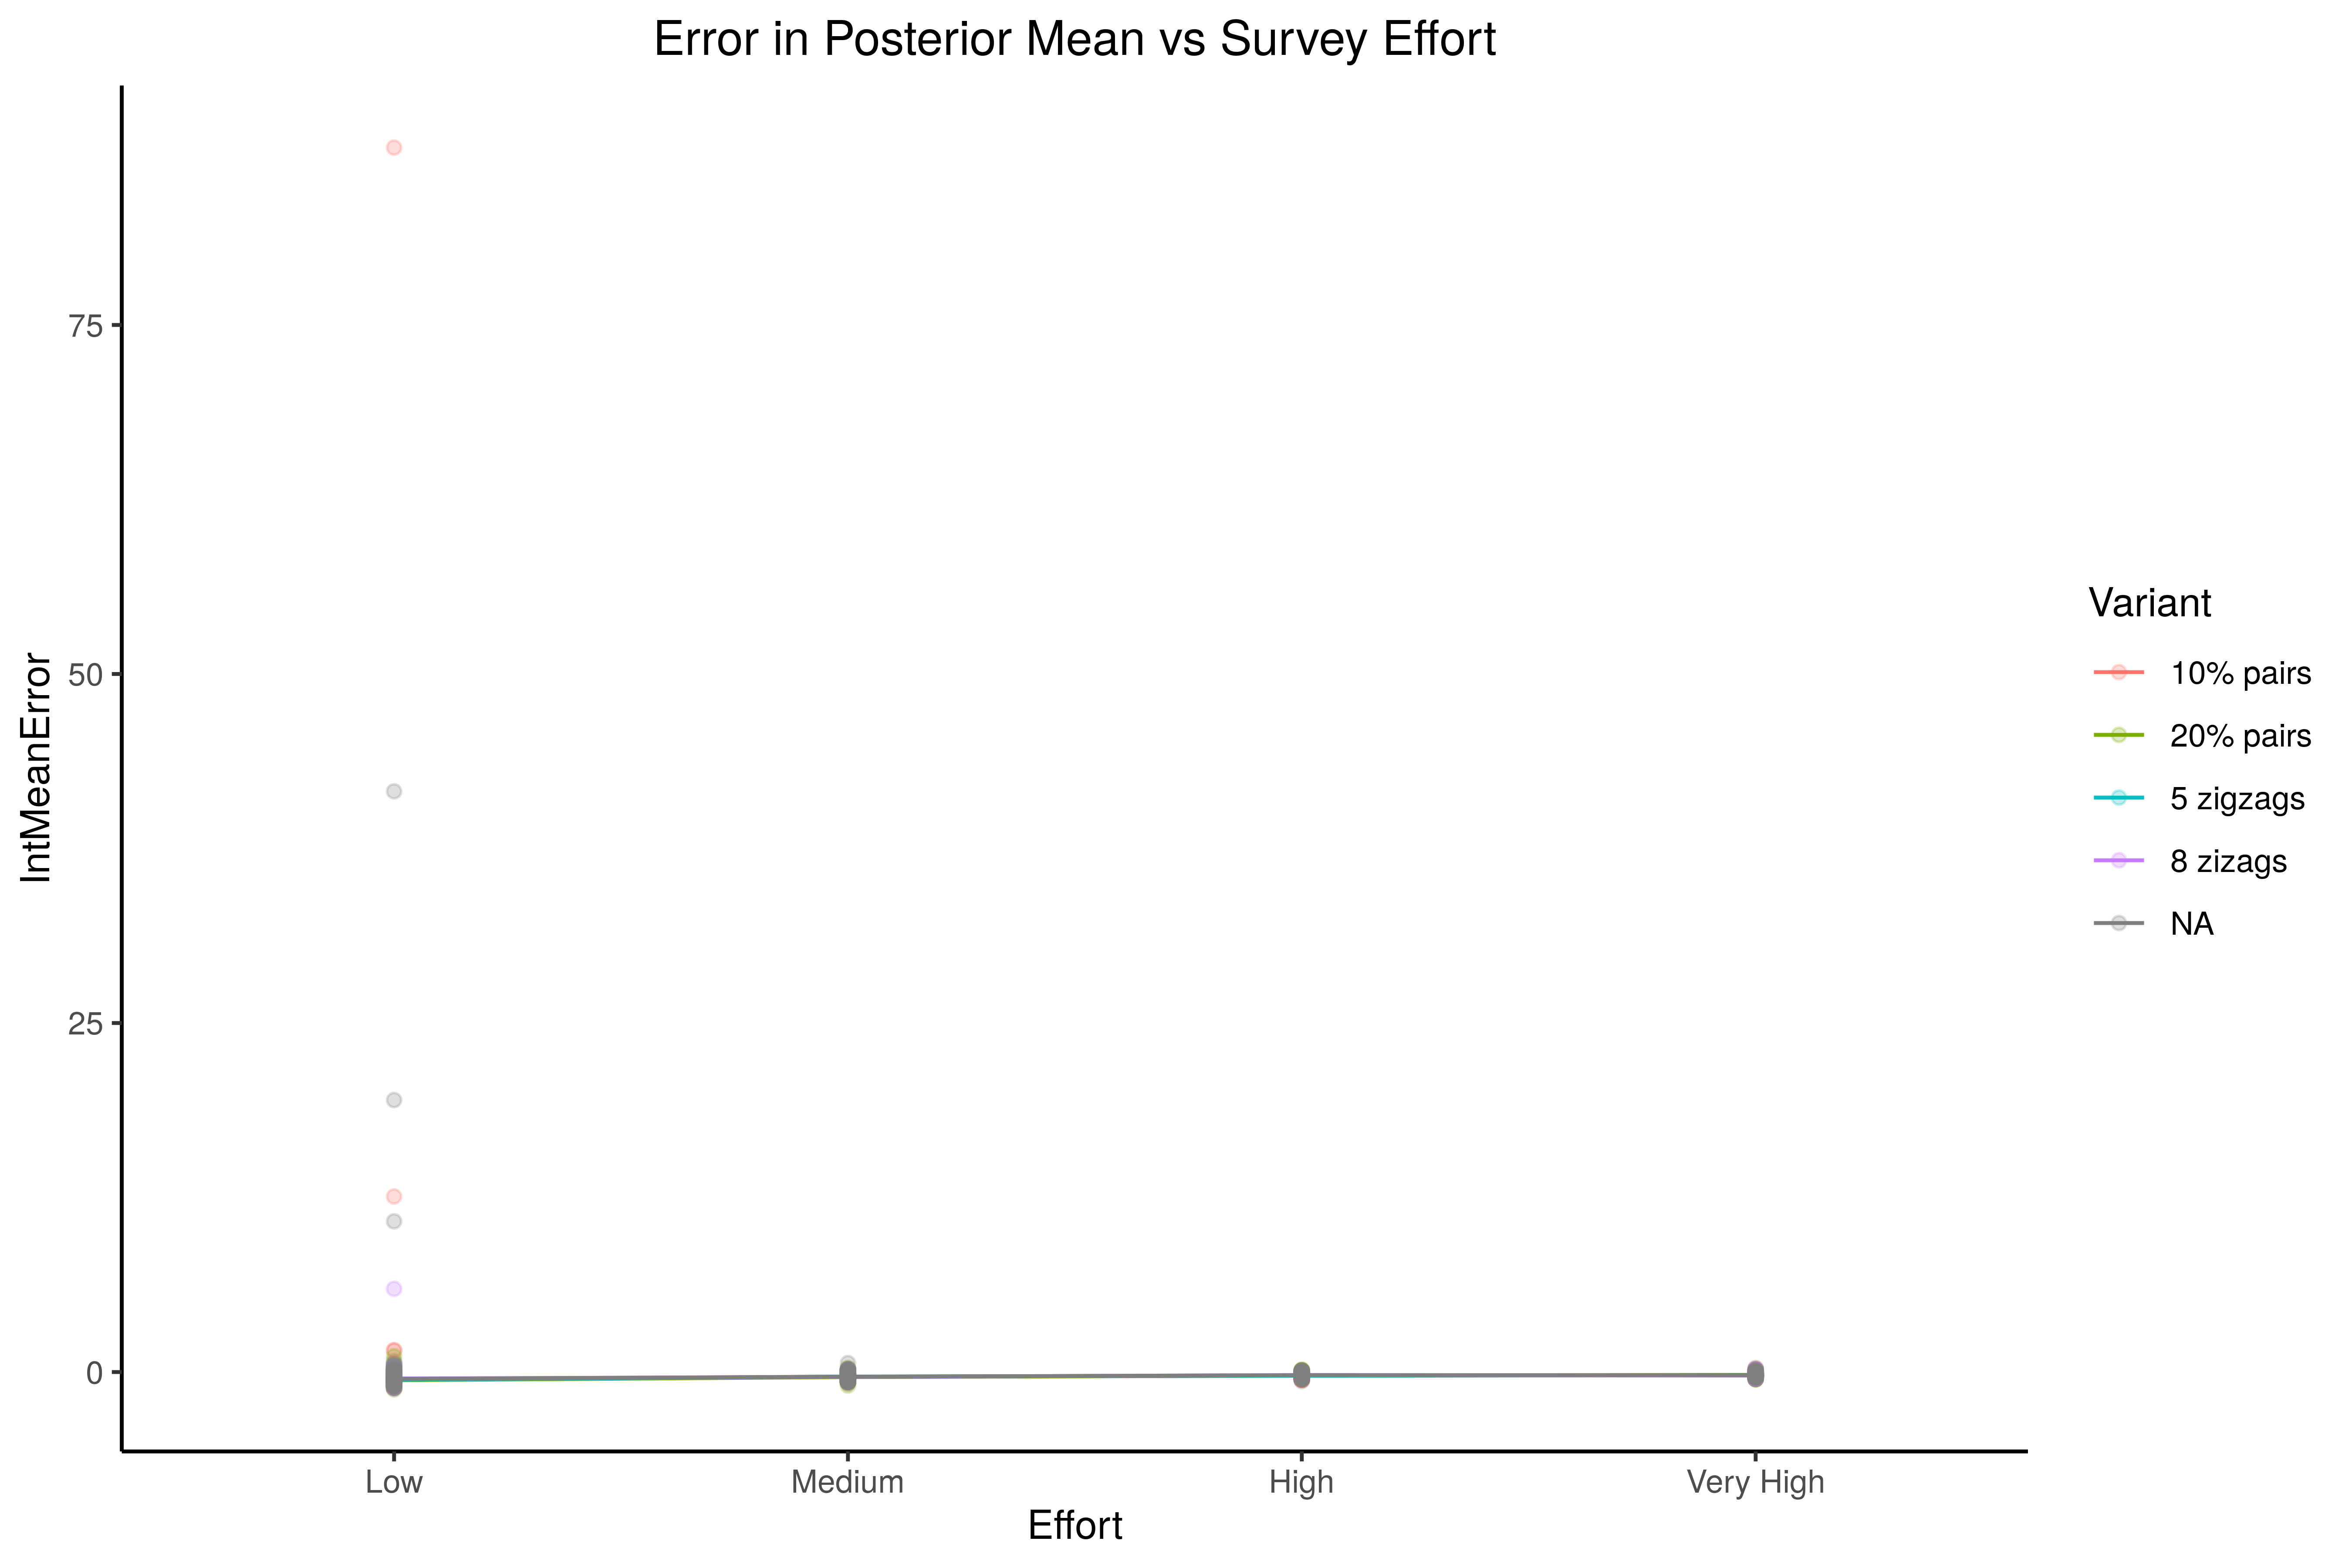 Error in Posterior Mean vs Survey Effort
IntMeanError
75
50
25
0
Low
Medium
High
Very High
Effort
Variant
10% pairs
20% pairs
5 zigzags
8 zizags
NA